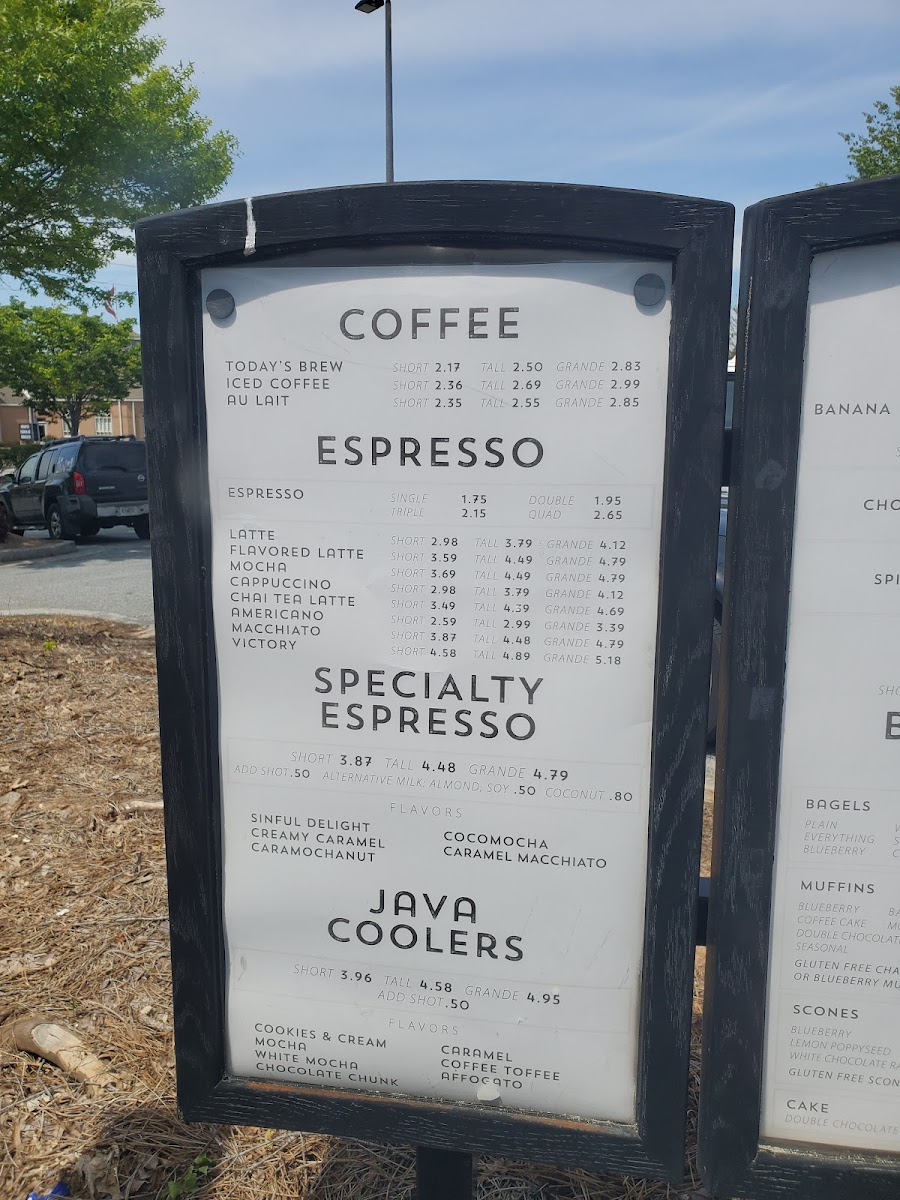 COFFEE
TODAY'S BREW SHORT 2.17 TALL 2.50 GRANDE 2.83
ICED COFFEE SHORT 2.36 TALL 2.69 GRANDE 2.99
AU LAIT SHORT 2.35 TALL 2.55 GRANDE 2.85
ESPRESSO
ESPRESSO SINGLE 1.75 DOUBLE 1.95
TRIPLE 2.15 QUAD 2.65
LATTE SHORT 2.98 TALL 3.79 GRANDE 4.12
FLAVORED LATTE SHORT 3.59 TALL 4.49 GRANDE 4.79
MOCHA SHORT 3.69 TALL 4.49 GRANDE 4.79
CAPPUCCINO SHORT 2.98 TALL 3.79 GRANDE 4.12
CHAI TEA LATTE SHORT 3.49 TALL 4.39 GRANDE 4.69
AMERICANO SHORT 2.59 TALL 2.99 GRANDE 3.39
MACCHIATO SHORT 3.87 TALL 4.48 GRANDE 4.79
VICTORY SHORT 4.58 TALL 4.89 GRANDE 5.18
SPECIALTY
ESPRESSO
SHORT 3.87 TALL 4.48 GRANDE 4.79
ADD SHOT .50 ALTERNATIVE MILK: ALMOND, SOY .50 COCONUT .80
FLAVORS
SINFUL DELIGHT
CREAMY CARAMEL
CARAMOCHANUT
COCOMOCHA
CARAMEL MACCHIATO
JAVA
COOLERS
SHORT 3.96 TALL 4.58 GRANDE 4.95
ADD SHOT .50
FLAVORS
COOKIES & CREAM
MOCHA
WHITE MOCHA
CHOCOLATE CHUNK
CARAMEL
COFFEE TOFFEE
AFFOGATO
BANANA
BAGELS
PLAIN
EVERYTHING
BLUEBERRY
MUFFINS
BLUEBERRY
COFFEE CAKE
DOUBLE CHOCOLATE
SEASONAL
GLUTEN FREE
OR BLUEBERRY
SCONES
BLUEBERRY
LEMON POPPYSEED
WHITE CHOCOLATE
GLUTEN FREE
CAKE
DOUBLE CHOCOLATE